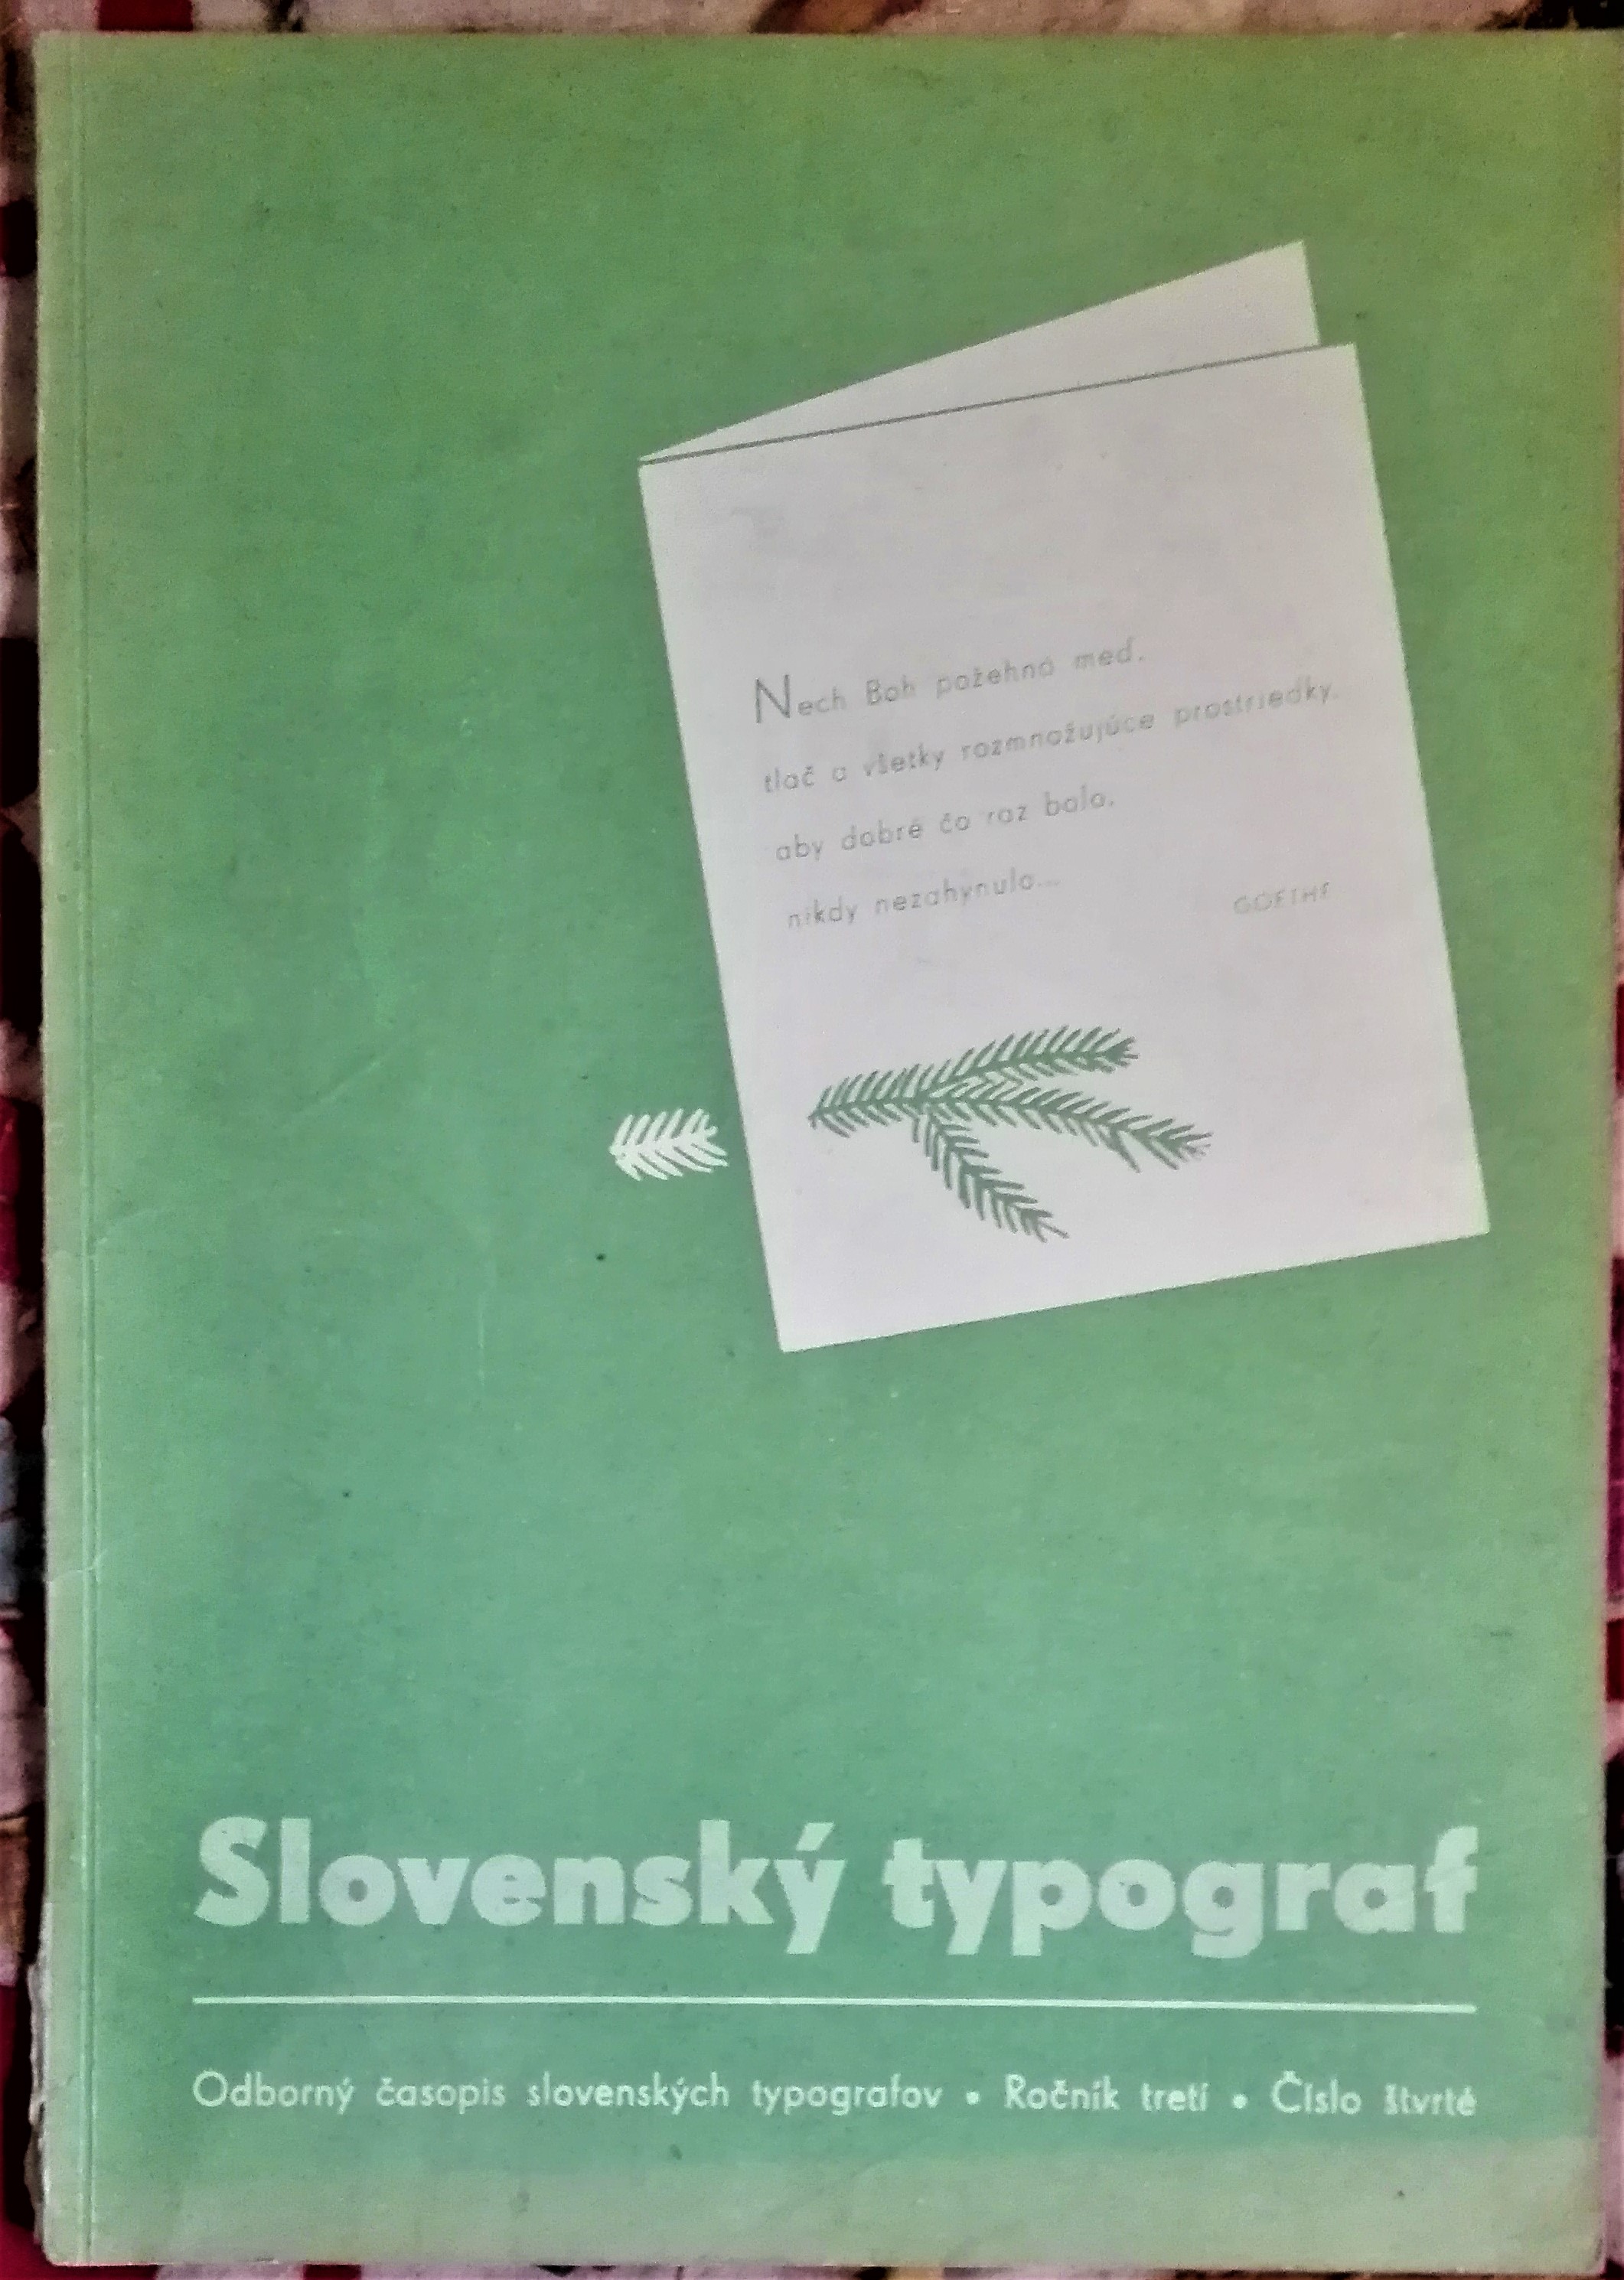 Nech Boh požehná meď,
tlač a všetky rozmnožujúce prostriedky,
aby dobré čo raz bolo,
nikdy nezahynulo...
GOETHE
Slovenský typograf
Odborný časopis slovenských typografov • Ročník tretí • Číslo štvrté